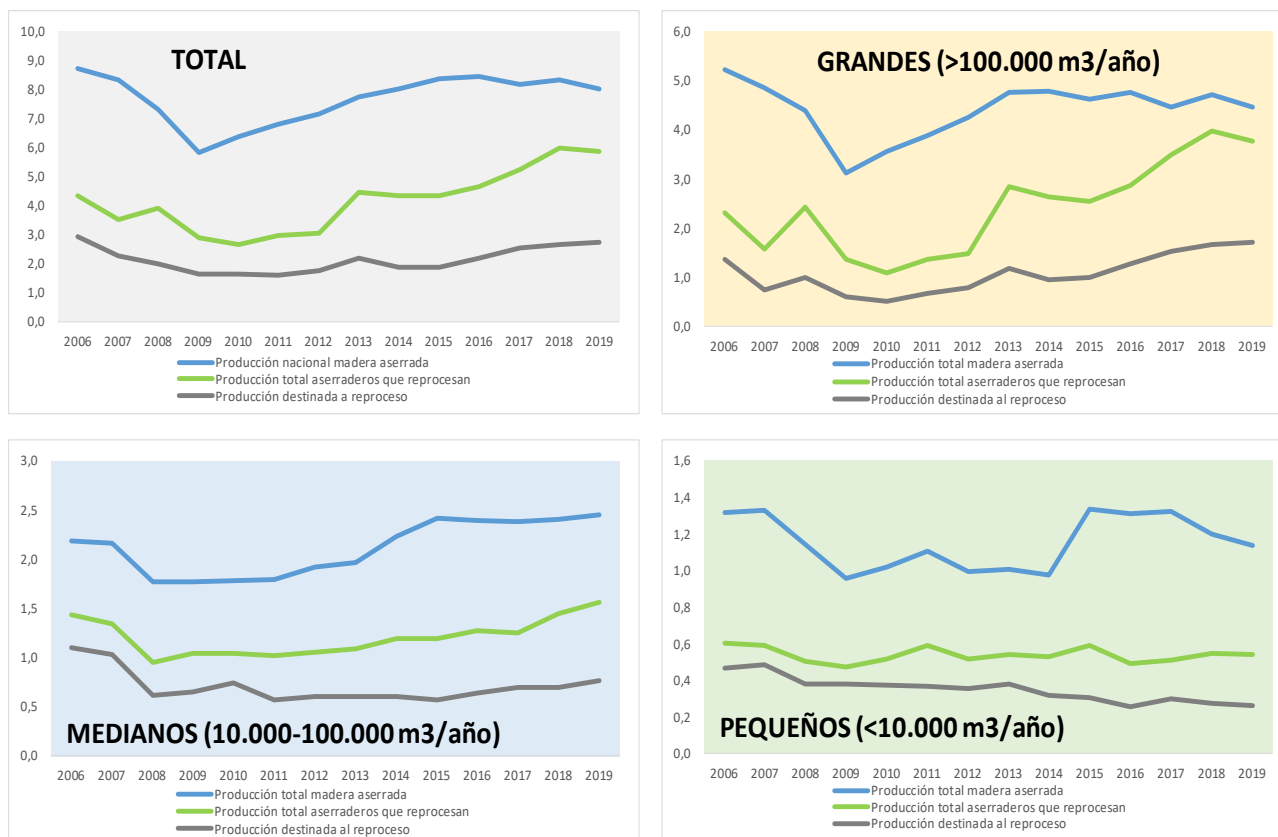 TOTAL
10,0
9,0
8,0
7,0
6,0
5,0
4,0
3,0
2,0
1,0
0,0
2006 2007 2008 2009 2010 2011 2012 2013 2014 2015 2016 2017 2018 2019
Producción nacional madera aserrada
Producción total aserraderos que reprocesan
Producción destinada a reproceso
GRANDES (>100.000 m3/año)
6,0
5,0
4,0
3,0
2,0
1,0
0,0
2006 2007 2008 2009 2010 2011 2012 2013 2014 2015 2016 2017 2018 2019
Producción total madera aserrada
Producción total aserraderos que reprocesan
Producción destinada al reproceso
3,0
2,5
2,0
1,5
1,0
0,5
0,0
MEDIANOS (10.000-100.000 m3/año)
2006 2007 2008 2009 2010 2011 2012 2013 2014 2015 2016 2017 2018 2019
Producción total madera aserrada
Producción total aserraderos que reprocesan
Producción destinada al reproceso
1,6
1,4
1,2
1,0
0,8
0,6
0,4
0,2
0,0
PEQUEÑOS (<10.000 m3/año)
2006 2007 2008 2009 2010 2011 2012 2013 2014 2015 2016 2017 2018 2019
Producción total madera aserrada
Producción total aserraderos que reprocesan
Producción destinada al reproceso